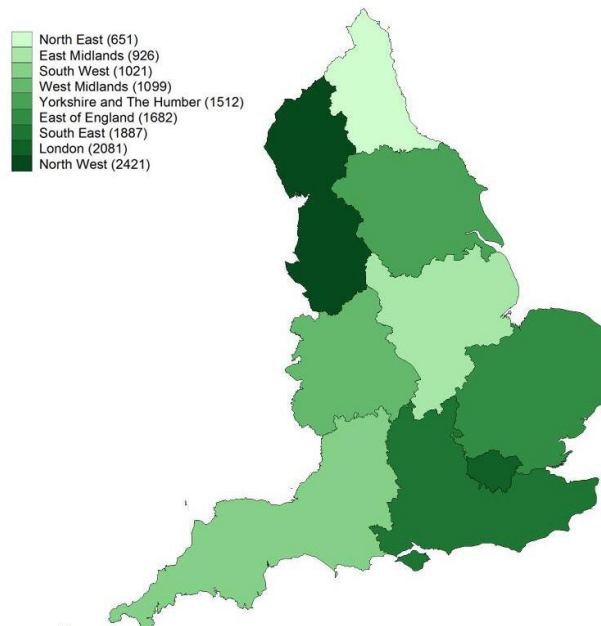 North East (651)
East Midlands (926)
South West (1021)
West Midlands (1099)
Yorkshire and The Humber (1512)
East of England (1682)
South East (1887)
London (2081)
North West (2421)